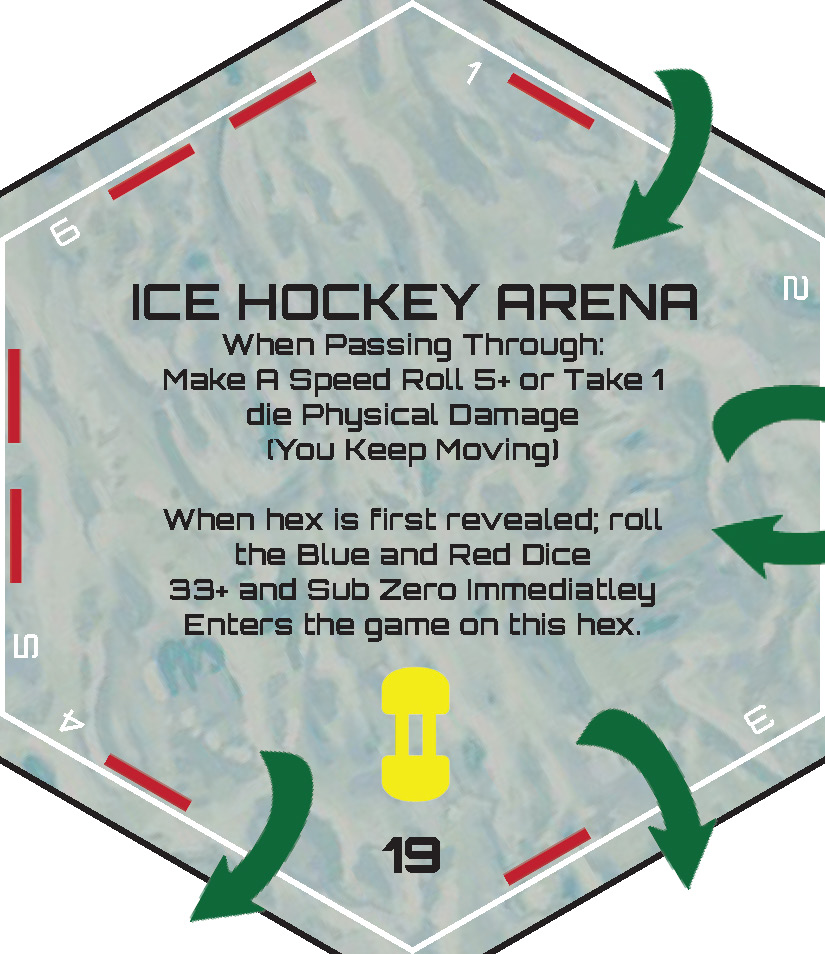 1
6
2
ICE HOCKEY ARENA
When Passing Through:
Make A Speed Roll 5+ or Take 1
die Physical Damage
(You Keep Moving)
When hex is first revealed; roll
the Blue and Red Dice
33+ and Sub Zero Immediatley
Enters the game on this hex.
5
4
3
19